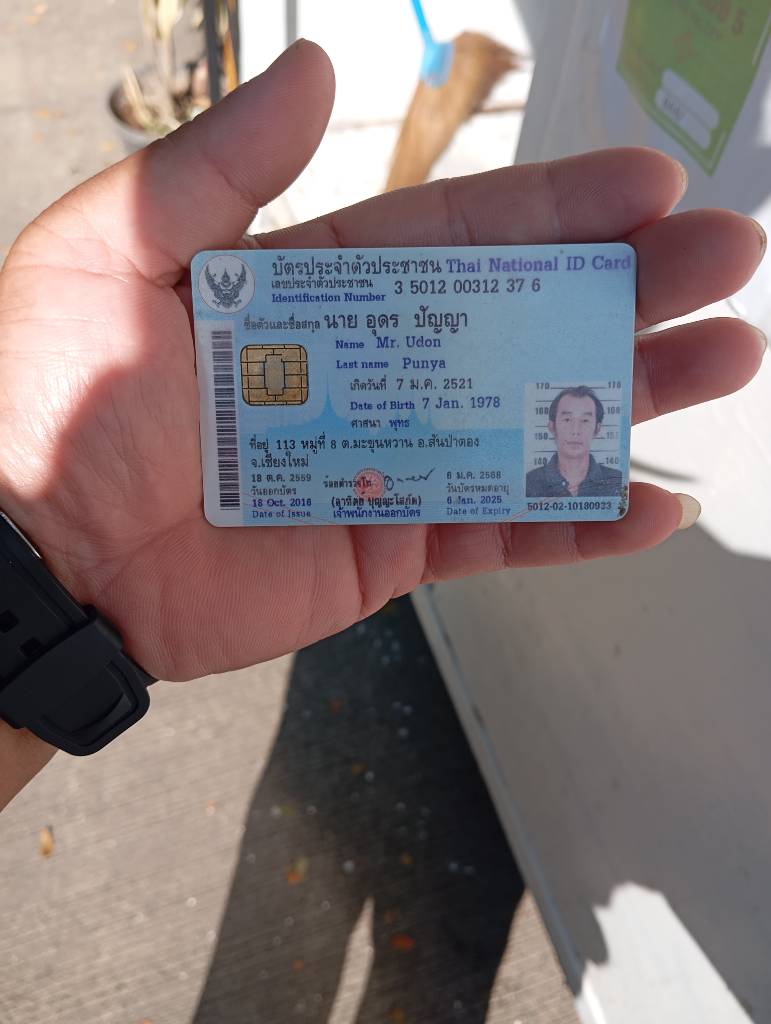 บัตรประจำตัวประชาชน Thai National ID Card
เลขประจำตัวประชาชน
Identification Number 3 5012 00312 37 6
ชื่อตัวและชื่อสกุล นาย อุดร ปัญญา
Name Mr. Udon
Last name Punya
เกิดวันที่ 7 ม.ค. 2521
Date of Birth 7 Jan. 1978
ศาสนา พุทธ
ที่อยู่ 113 หมู่ที่ 8 ต.มะขุนหวาน อ.สันป่าตอง
จ.เชียงใหม่
18 ต.ค. 2559
วันออกบัตร
18 Oct. 2016
Date of Issue
ร้อยตำรวจโท
เจ้าพนักงานออกบัตร
6 ม.ค. 2568
วันบัตรหมดอายุ
6 Jan. 2025
Date of Expiry
170 170
160
150 15
140 140
5012-02-10180933
5